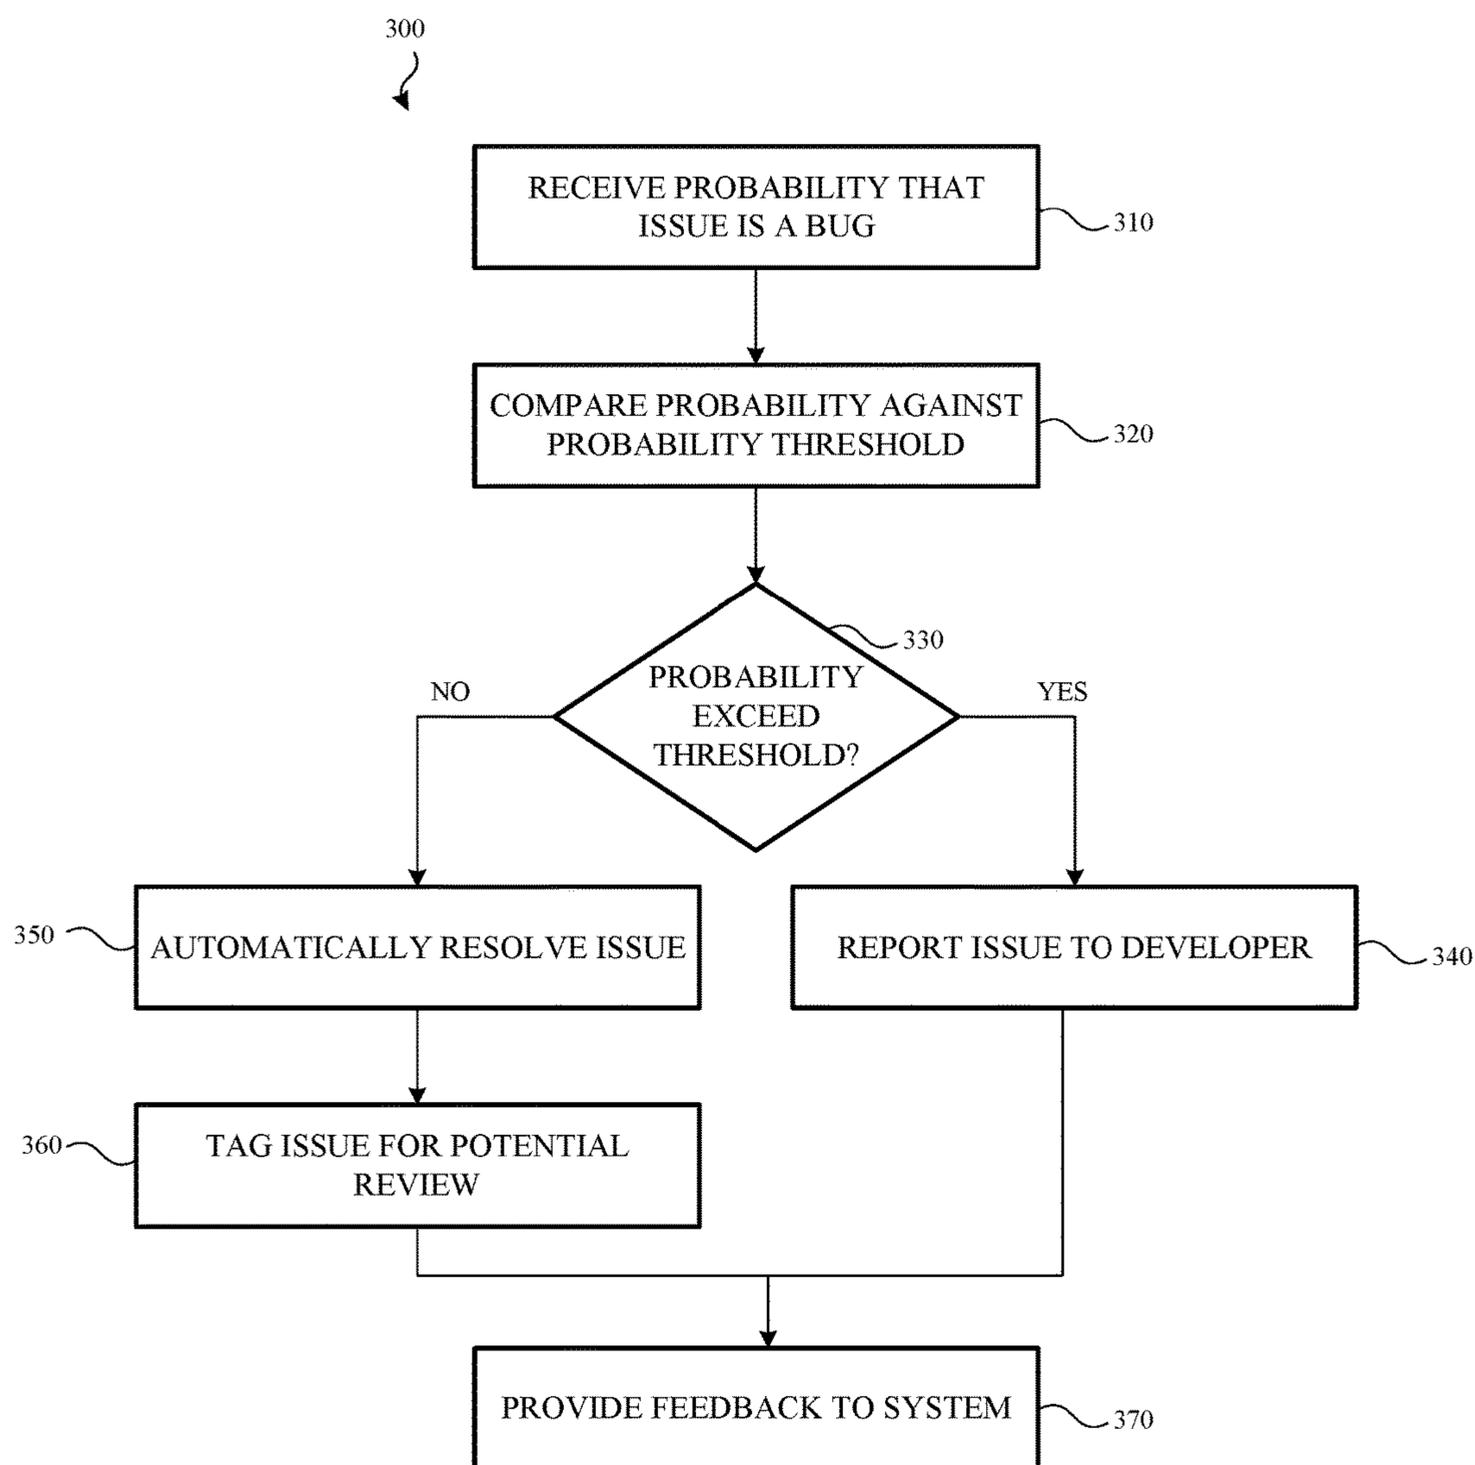 300
RECEIVE PROBABILITY THAT
ISSUE IS A BUG
310
COMPARE PROBABILITY AGAINST
PROBABILITY THRESHOLD
320
330
PROBABILITY
EXCEED
THRESHOLD?
NO
YES
350
AUTOMATICALLY RESOLVE ISSUE
REPORT ISSUE TO DEVELOPER
340
360
TAG ISSUE FOR POTENTIAL
REVIEW
PROVIDE FEEDBACK TO SYSTEM
370